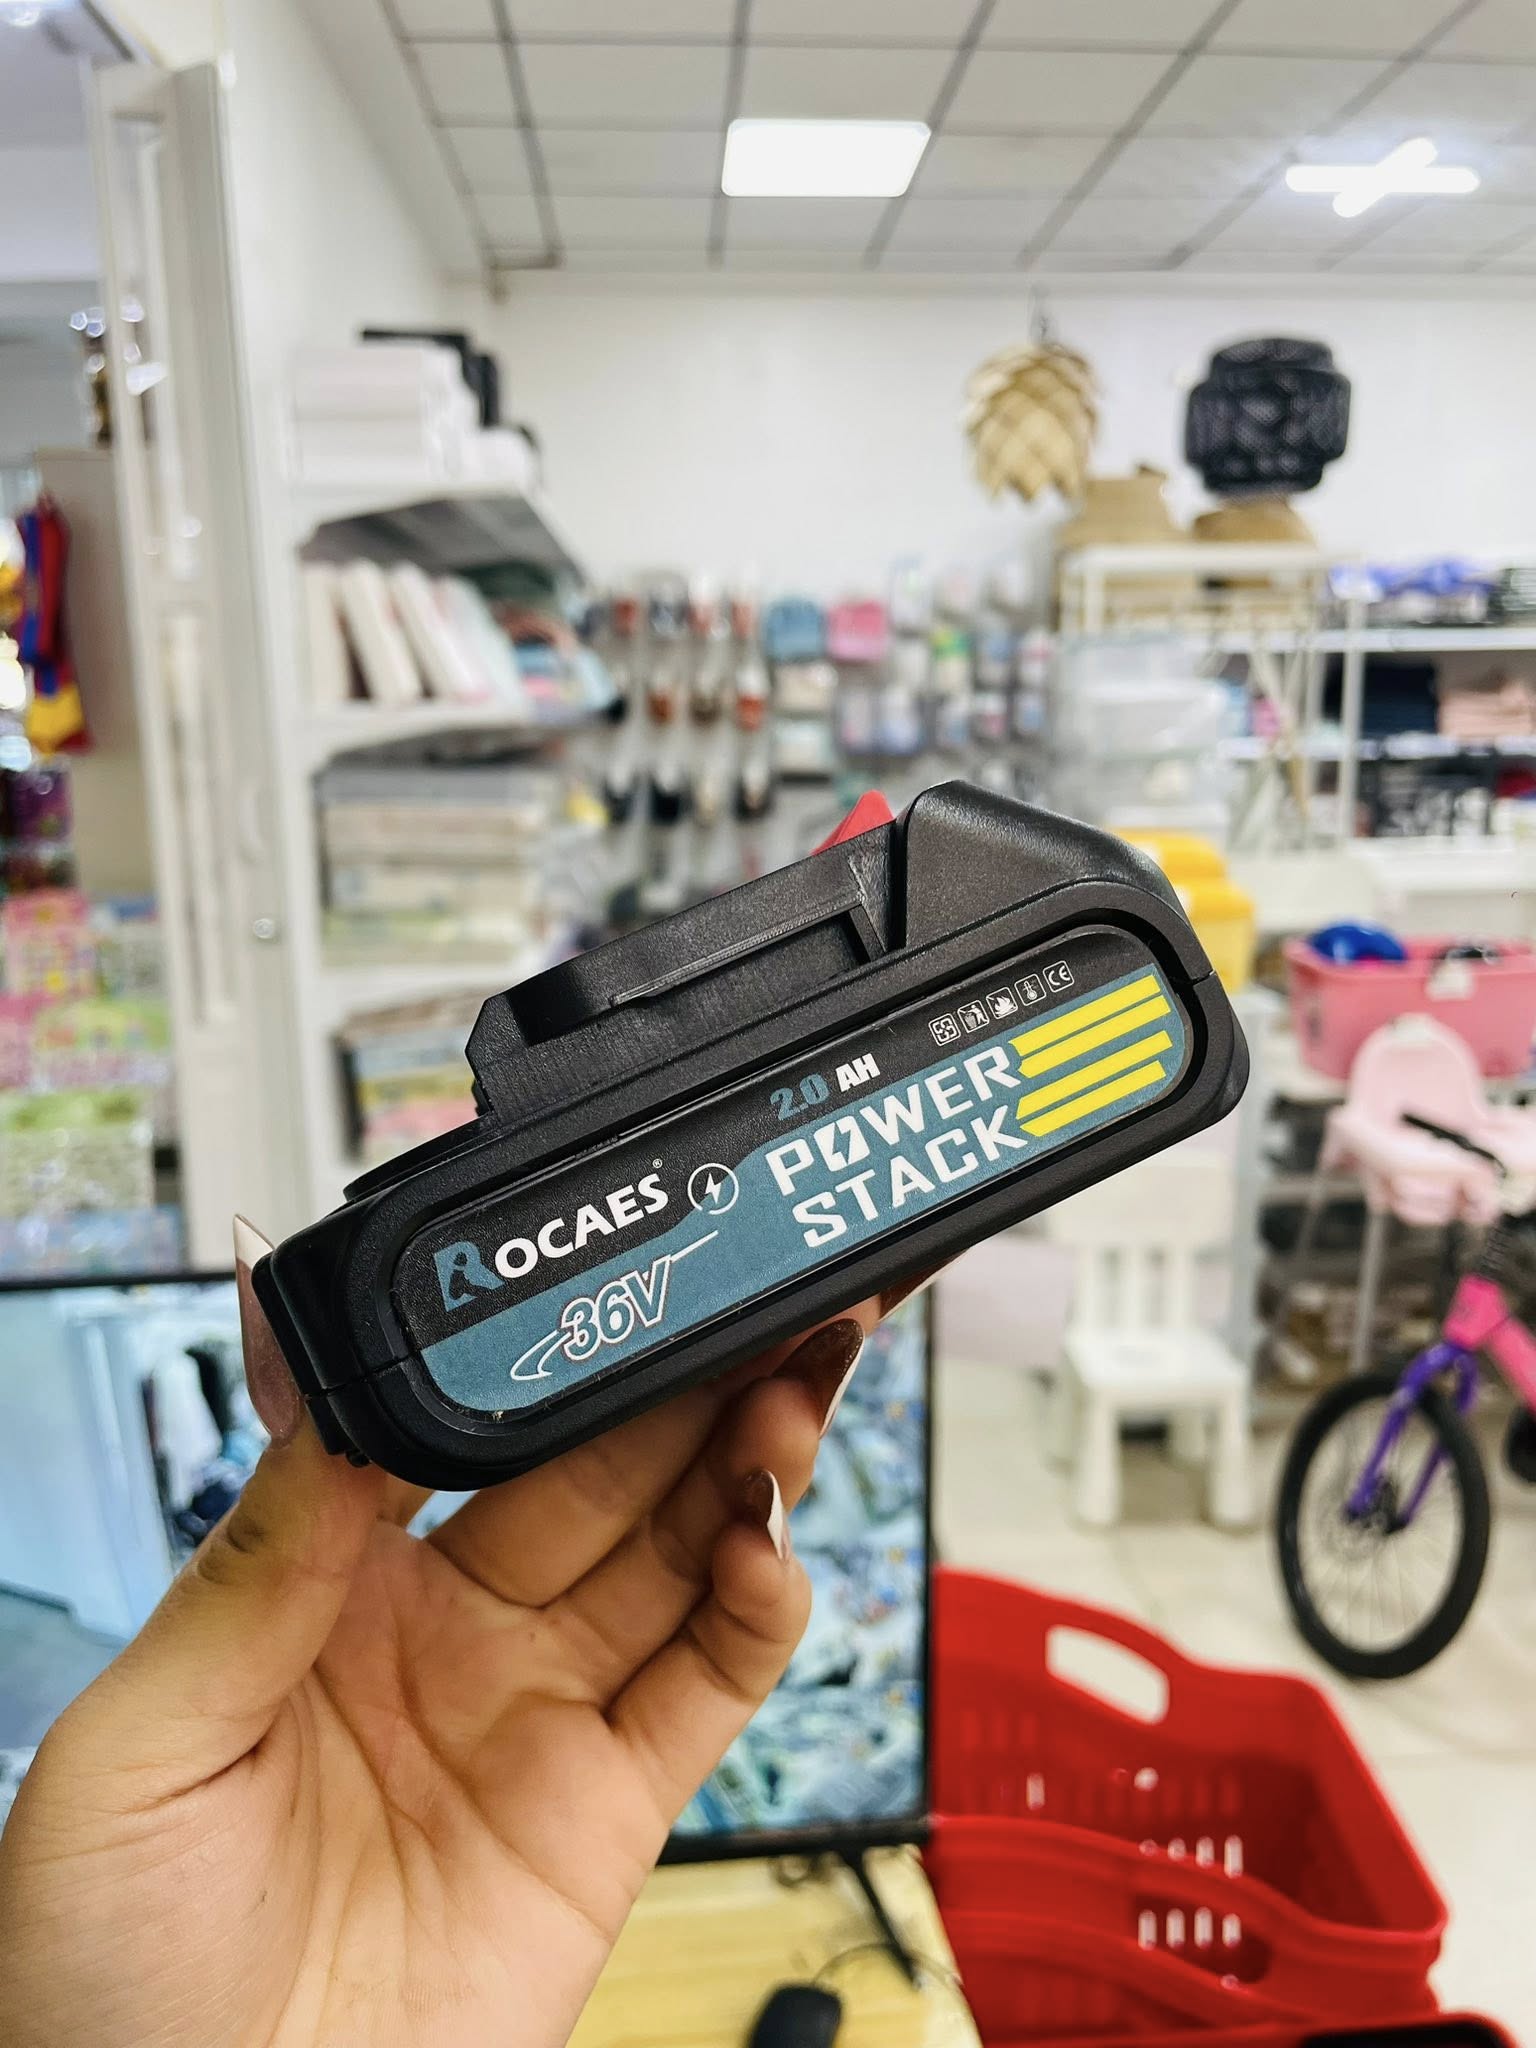 ROCAES®
36V
2.0 AH
POWER
STACK
CE